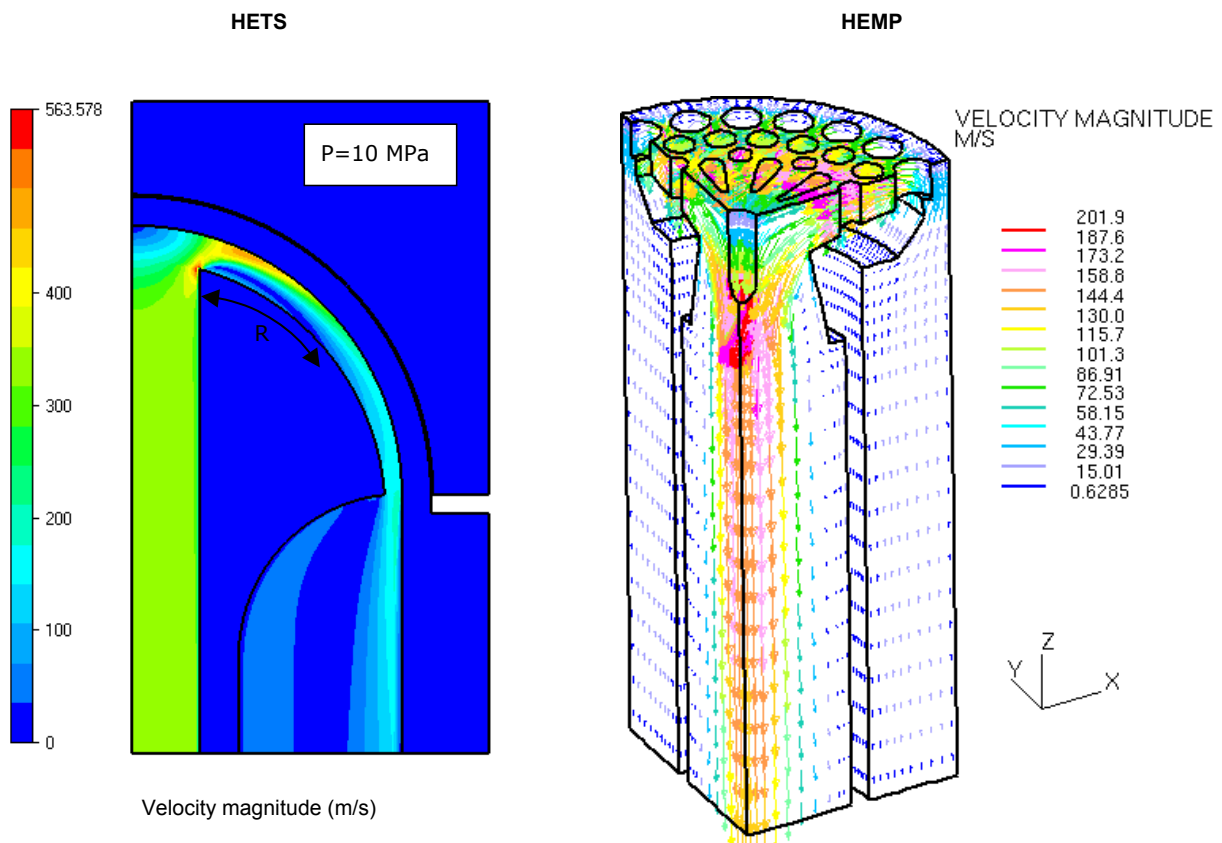 HETS
HEMP
563.578
400
300
200
100
0
P=10 MPa
R
Velocity magnitude (m/s)
VELOCITY MAGNITUDE
M/S
201.9
187.6
173.2
158.8
144.4
130.0
115.7
101.3
86.91
72.53
58.15
43.77
29.39
15.01
0.6285
Z
Y
X